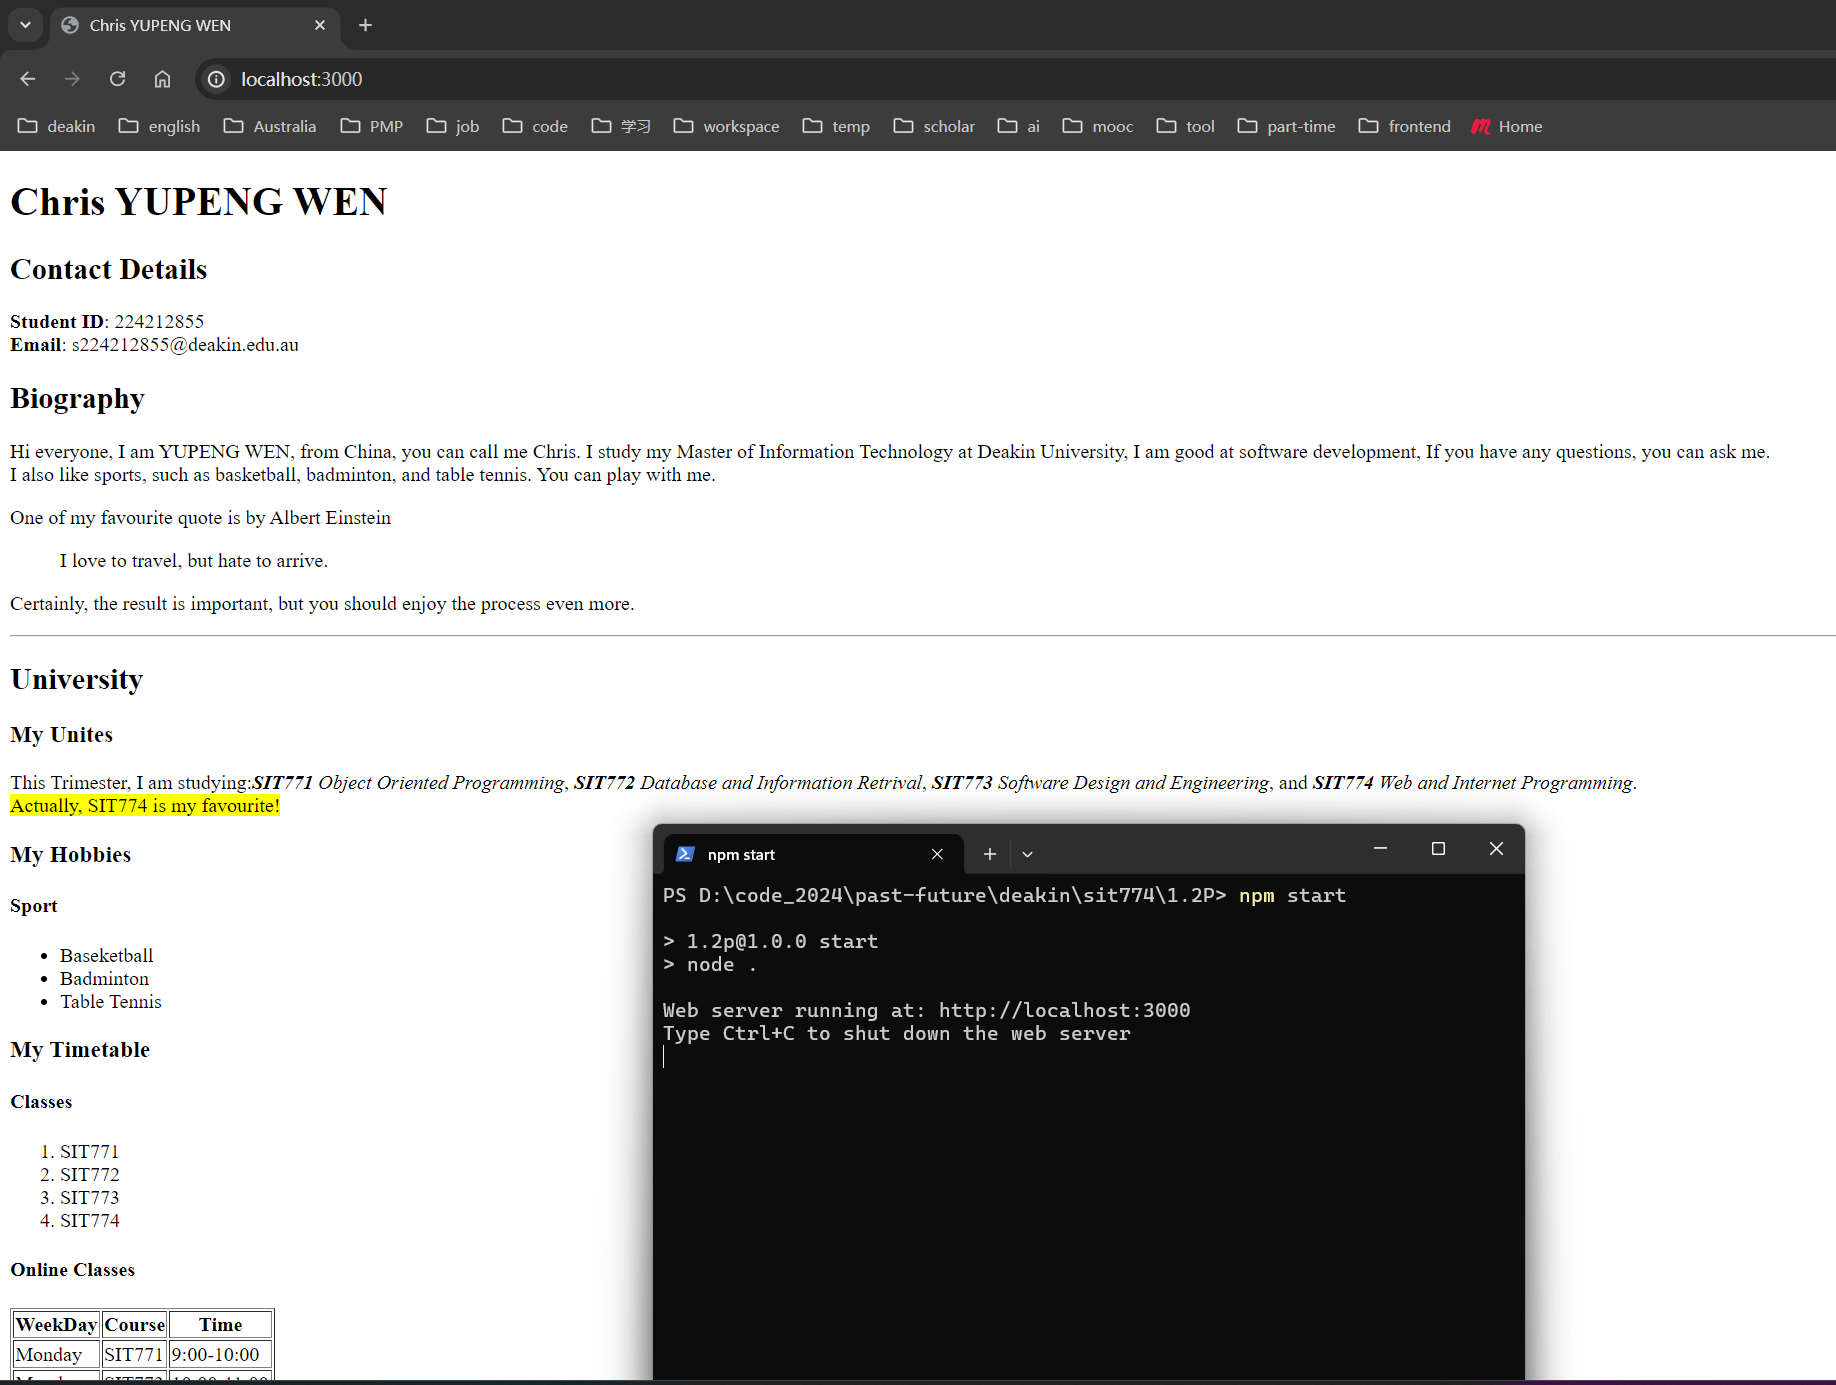 Chris YUPENG WEN
localhost:3000
deakin english Australia PMP job code 学习 workspace temp scholar ai mooc tool part-time frontend Home
Chris YUPENG WEN
Contact Details
Student ID: 224212855
Email: s224212855@deakin.edu.au
Biography
Hi everyone, I am YUPENG WEN, from China, you can call me Chris. I study my Master of Information Technology at Deakin University, I am good at software development, If you have any questions, you can ask me.
I also like sports, such as basketball, badminton, and table tennis. You can play with me.
One of my favourite quote is by Albert Einstein
I love to travel, but hate to arrive.
Certainly, the result is important, but you should enjoy the process even more.
University
My Unites
This Trimester, I am studying:SIT771 Object Oriented Programming, SIT772 Database and Information Retrival, SIT773 Software Design and Engineering, and SIT774 Web and Internet Programming.
Actually, SIT774 is my favourite!
My Hobbies
Sport
Baseketball
Badminton
Table Tennis
My Timetable
Classes
1. SIT771
2. SIT772
3. SIT773
4. SIT774
Online Classes
WeekDay Course Time
Monday SIT771 9:00-10:00
npm start
PS D:\code_2024\past-future\deakin\sit774\1.2P> npm start
> 1.2p@1.0.0 start
> node .
Web server running at: http://localhost:3000
Type Ctrl+C to shut down the web server